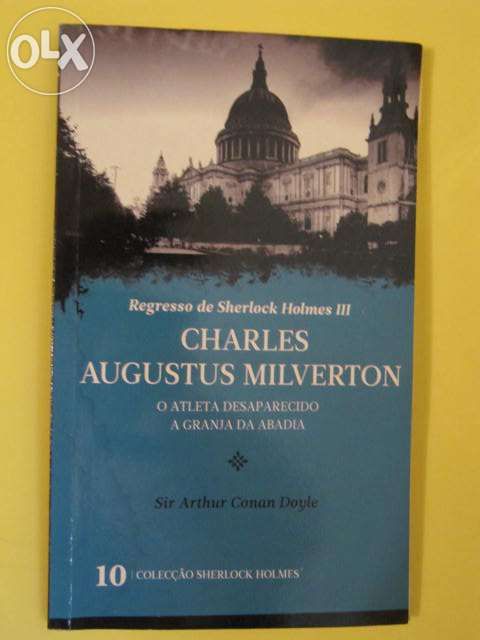 OLX
Regresso de Sherlock Holmes III
CHARLES
AUGUSTUS MILVERTON
O ATLETA DESAPARECIDO
A GRANJA DA ABADIA
Sir Arthur Conan Doyle
10 | COLECÇÃO SHERLOCK HOLMES